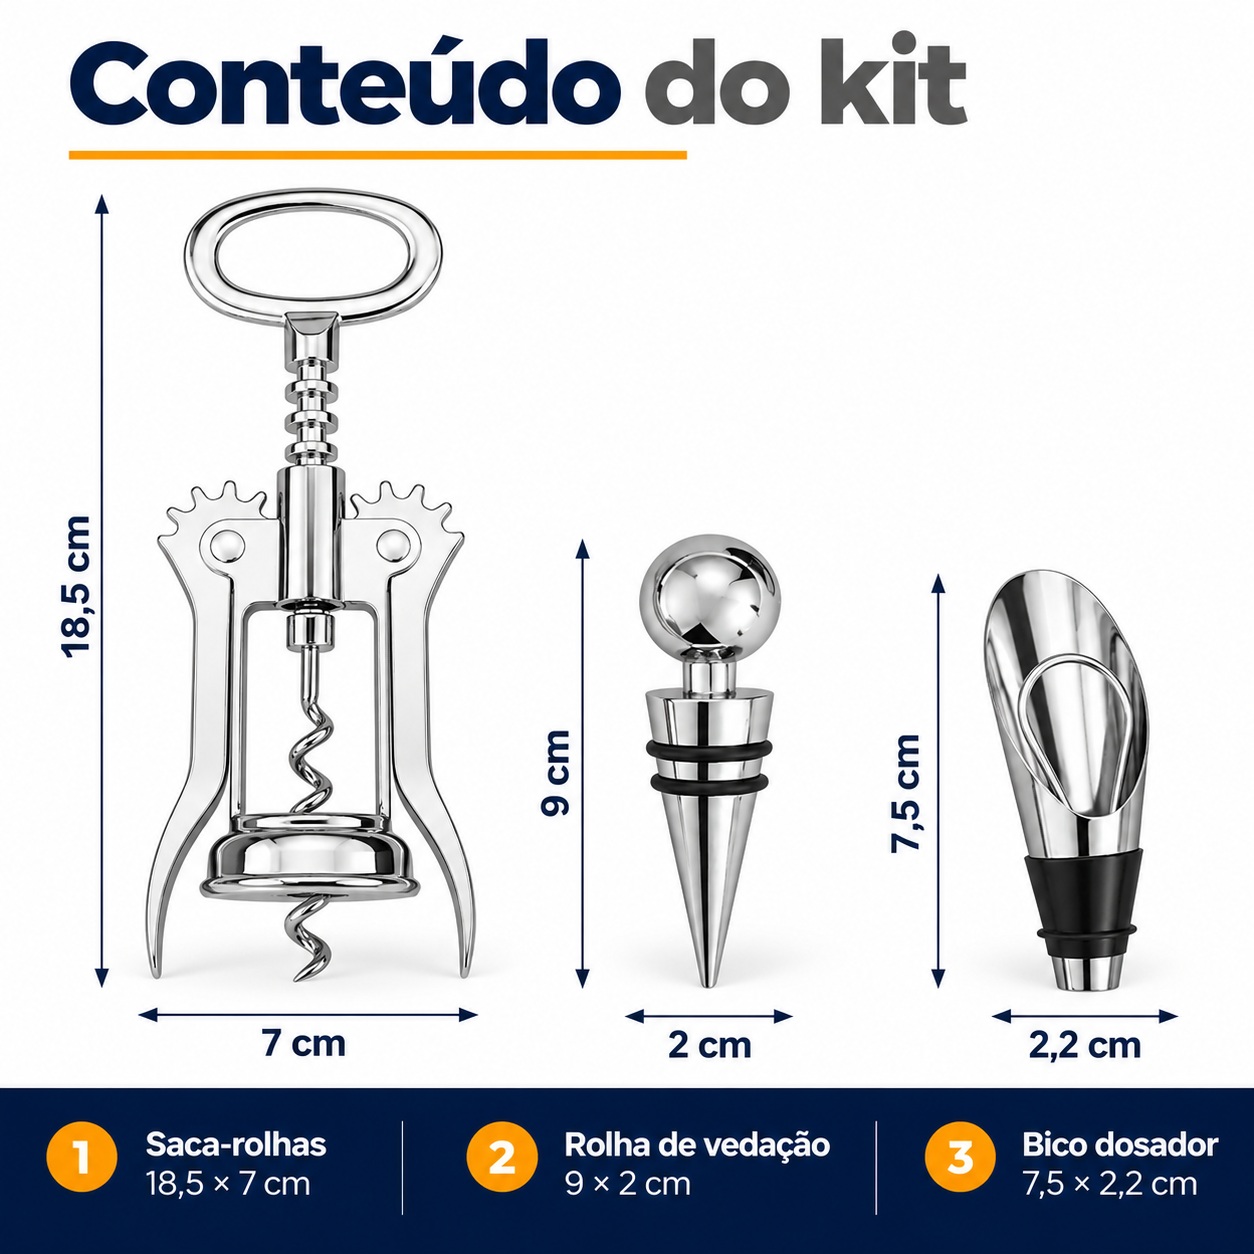 Conteúdo do kit
18,5 cm
9 cm
7,5 cm
7 cm
2 cm
2,2 cm
1
Saca-rolhas
18,5 × 7 cm
2
Rolha de vedação
9 × 2 cm
3
Bico dosador
7,5 × 2,2 cm